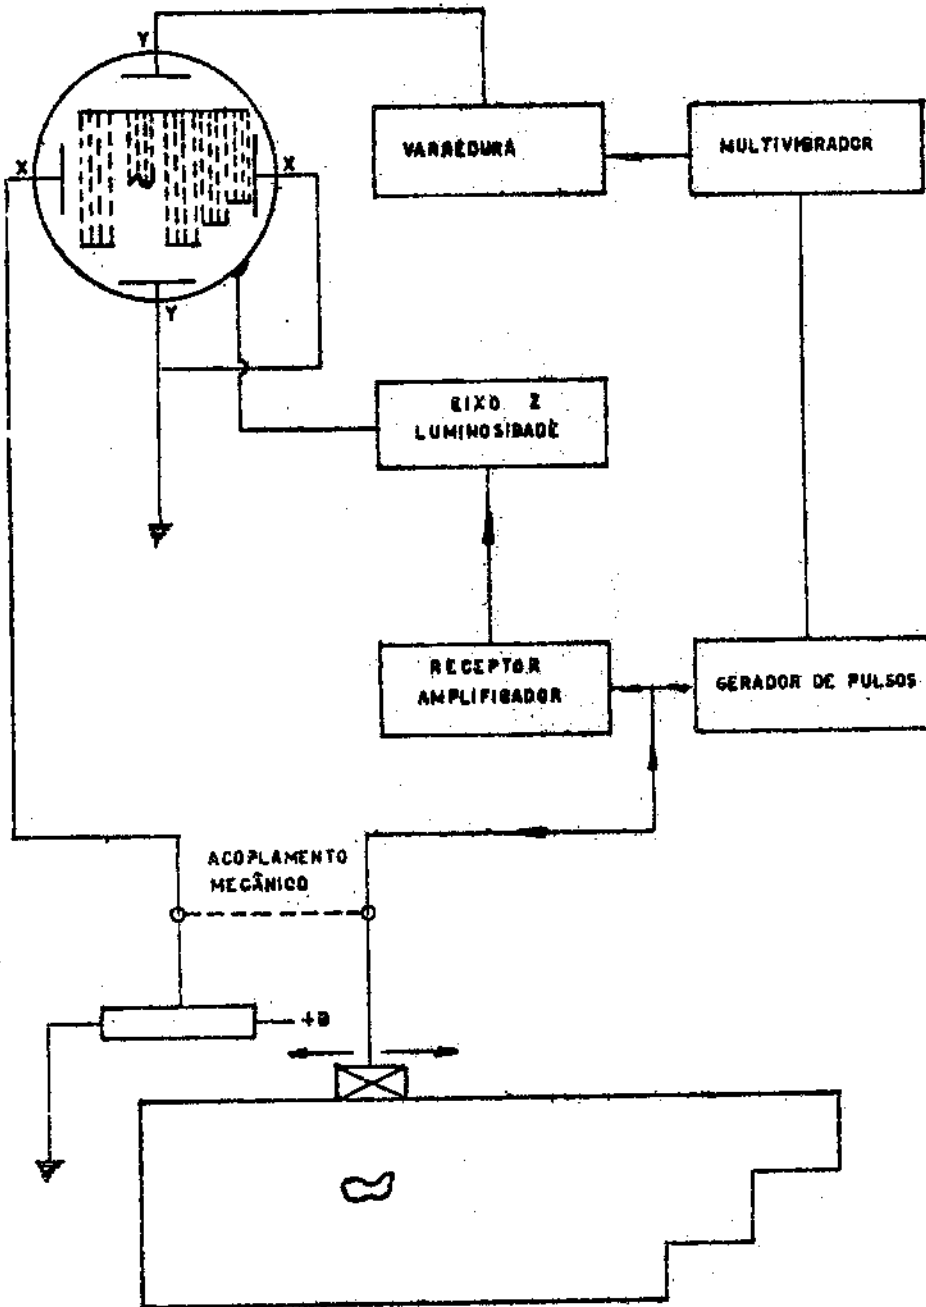 Y
VARREDURA
MULTIVIBRADOR
X
X
Y
EIXO Z
LUMINOSIDADE
RECEPTOR
AMPLIFICADOR
GERADOR DE PULSOS
ACOPLAMENTO
MECÂNICO
+B